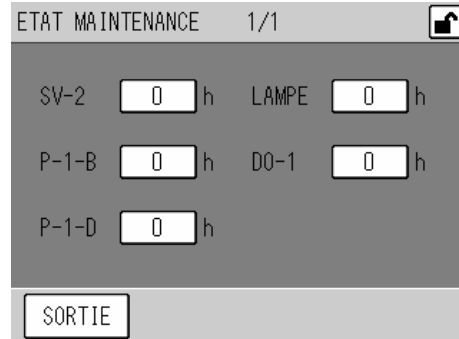 ETAT MAINTENANCE 1/1
SV-2 0 h LAMPE 0 h
P-1-B 0 h DO-1 0 h
P-1-D 0 h
SORTIE